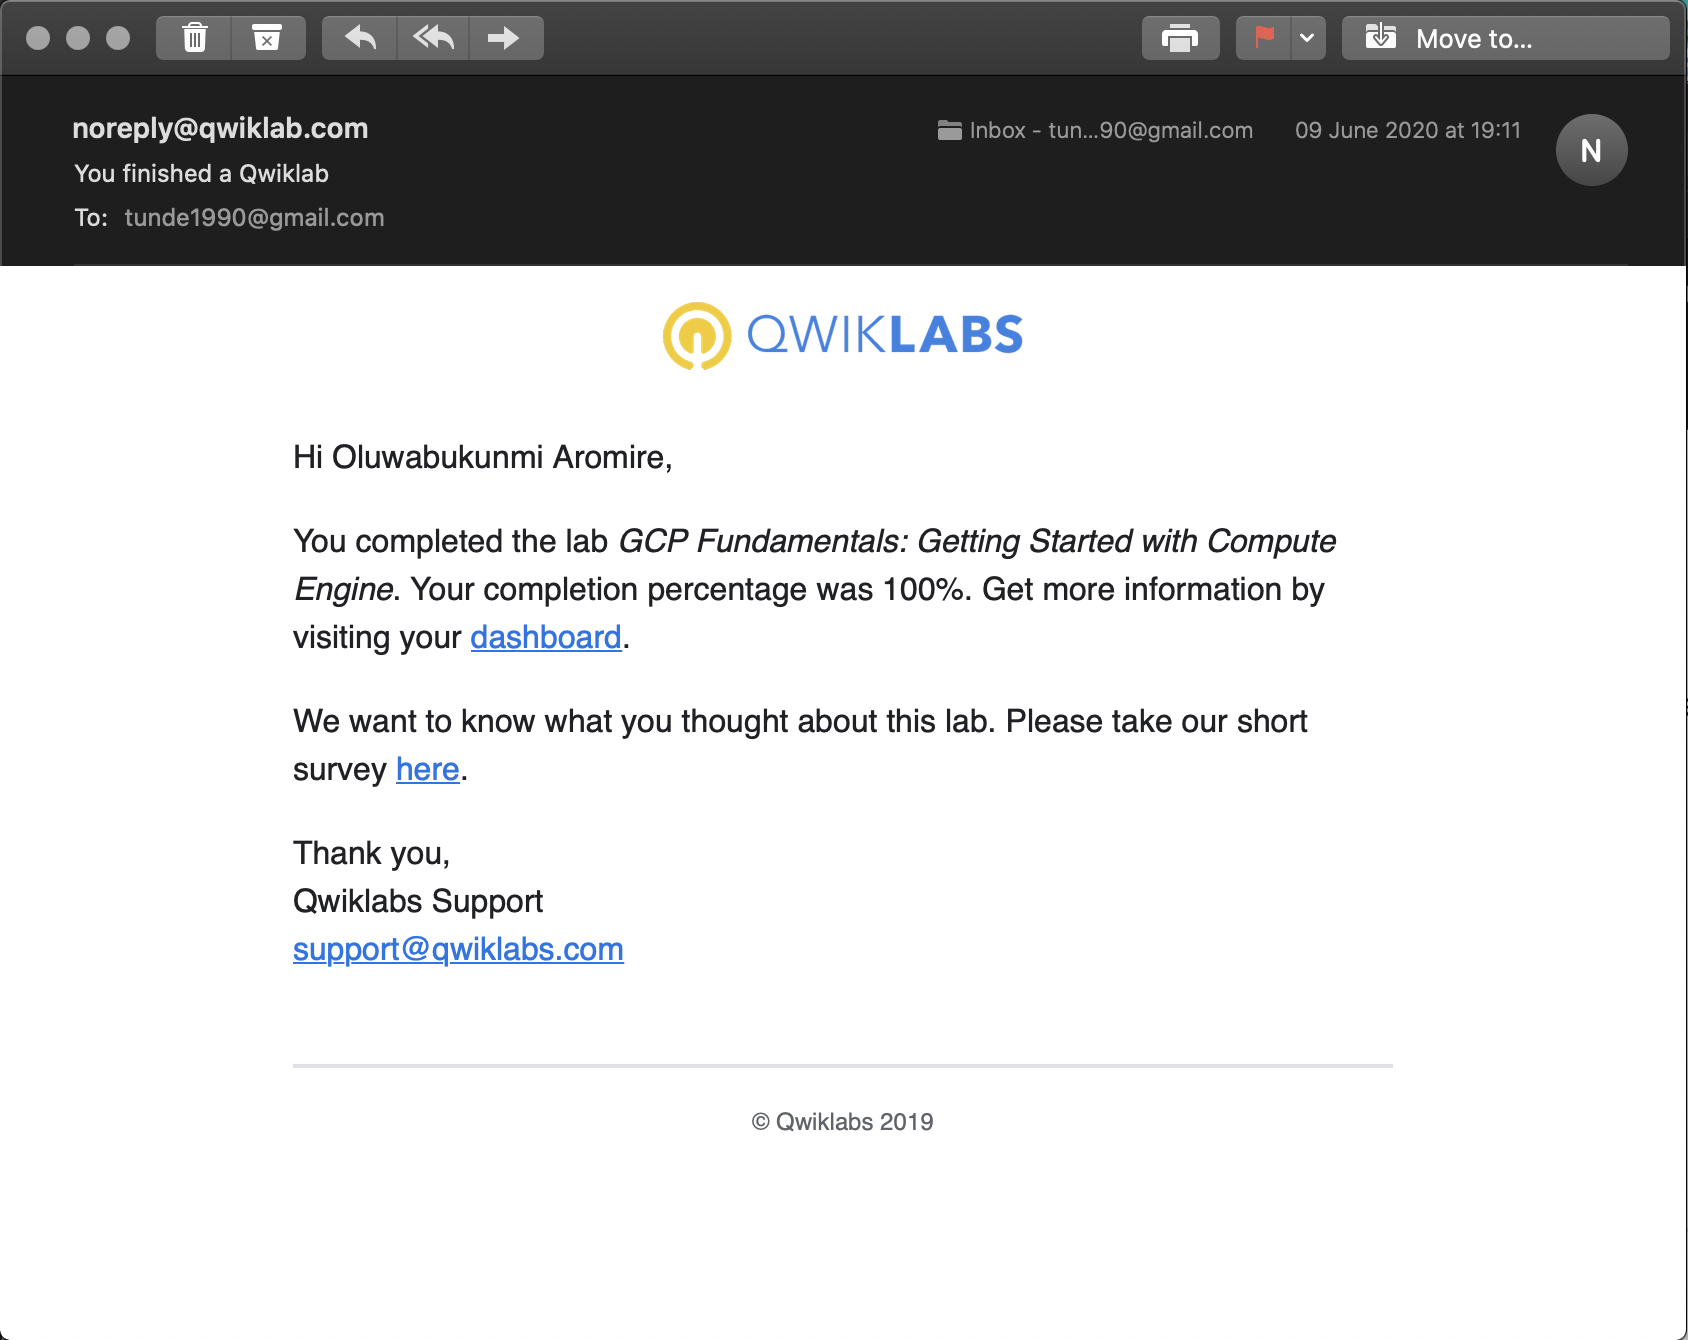 Move to...
noreply@qwiklab.com
Inbox - tun...90@gmail.com
09 June 2020 at 19:11
N
You finished a Qwiklab
To: tunde1990@gmail.com
QWIKLABS
Hi Oluwabukunmi Aromire,
You completed the lab GCP Fundamentals: Getting Started with Compute
Engine. Your completion percentage was 100%. Get more information by
visiting your dashboard.
We want to know what you thought about this lab. Please take our short
survey here.
Thank you,
Qwiklabs Support
support@qwiklabs.com
© Qwiklabs 2019